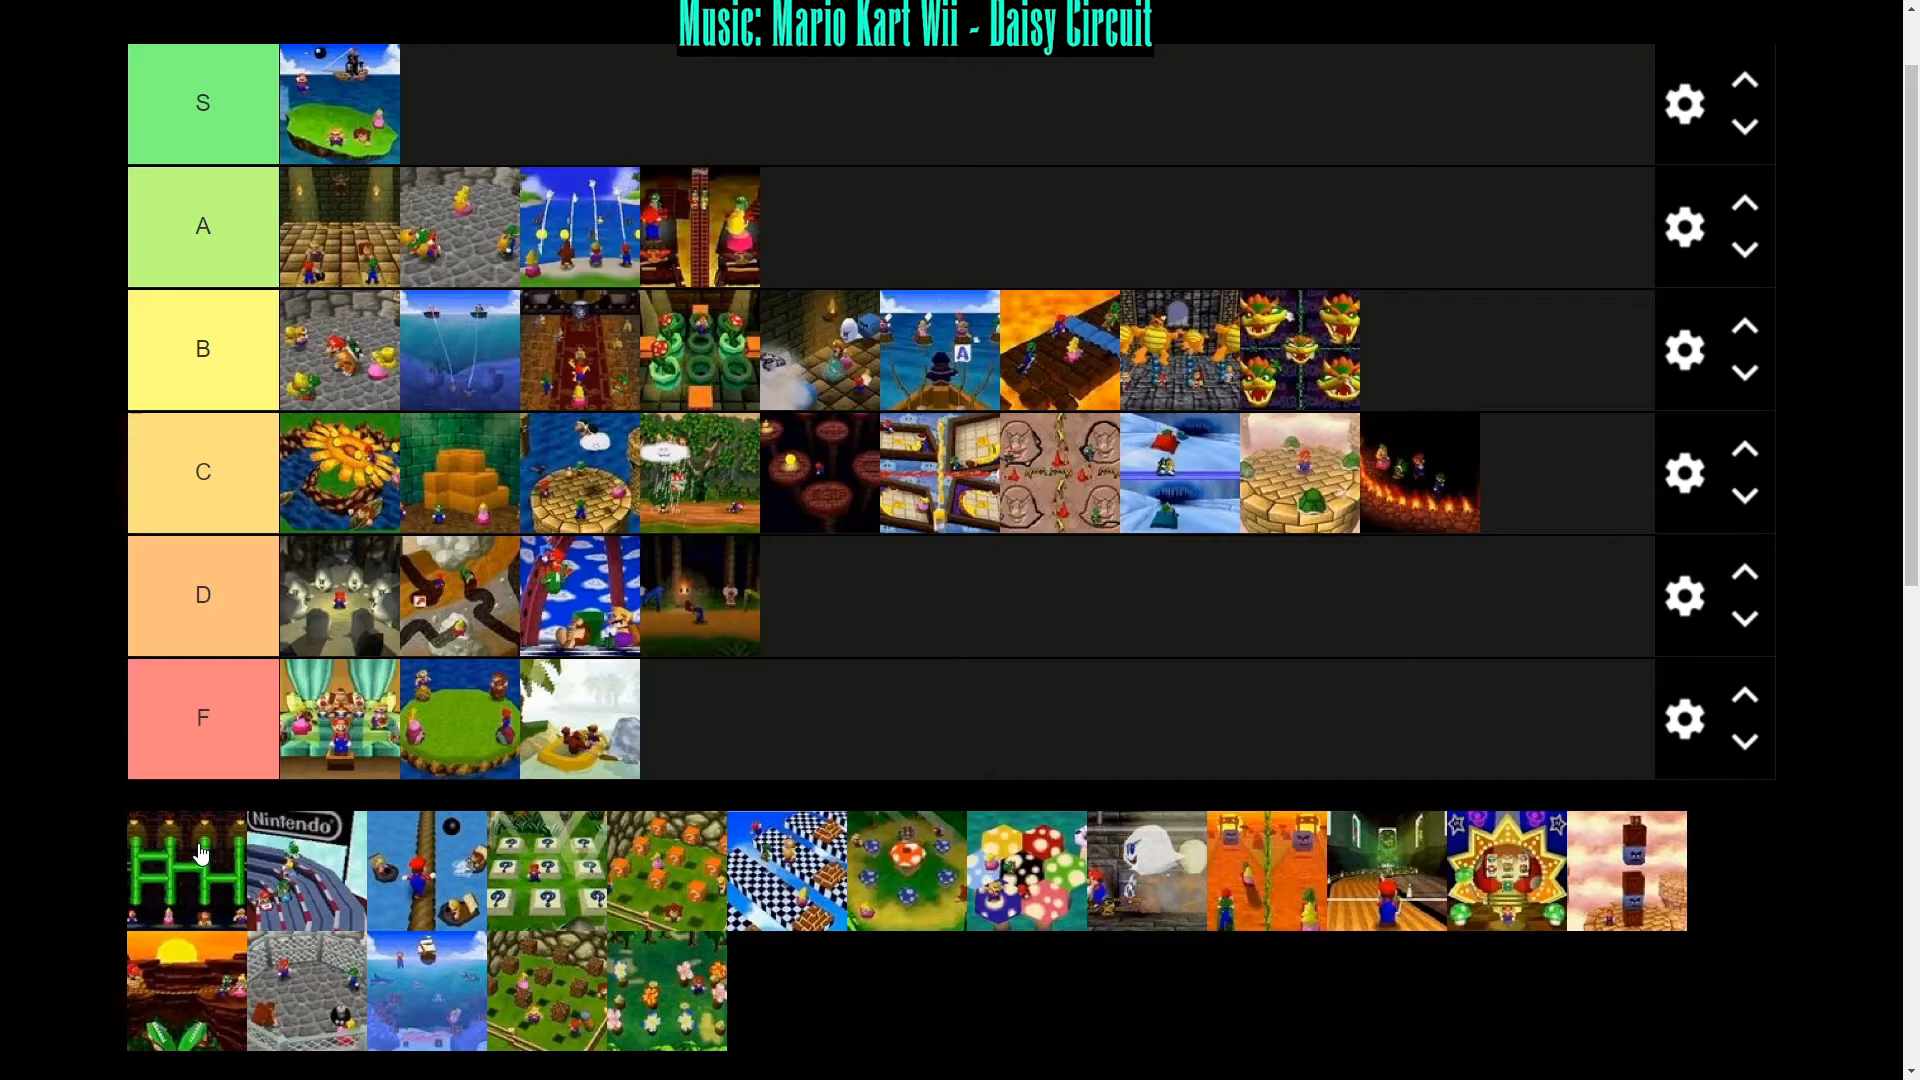 Music: Mario Kart Wii - Daisy Circuit
S
A
B
A
C
D
F
Nintendo
? ? ?
? ?
? ? ?